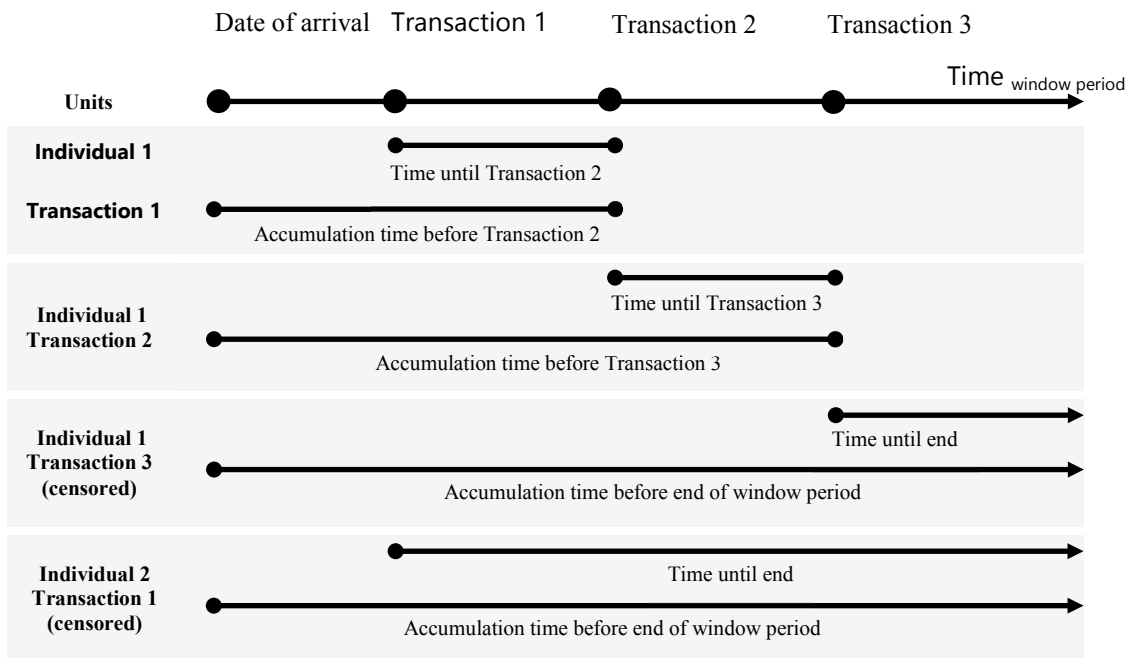 Date of arrival Transaction 1 Transaction 2 Transaction 3
Time window period
Units
Individual 1
Time until Transaction 2
Transaction 1
Accumulation time before Transaction 2
Time until Transaction 3
Individual 1
Transaction 2
Accumulation time before Transaction 3
Time until end
Individual 1
Transaction 3
(censored)
Accumulation time before end of window period
Time until end
Individual 2
Transaction 1
(censored)
Accumulation time before end of window period